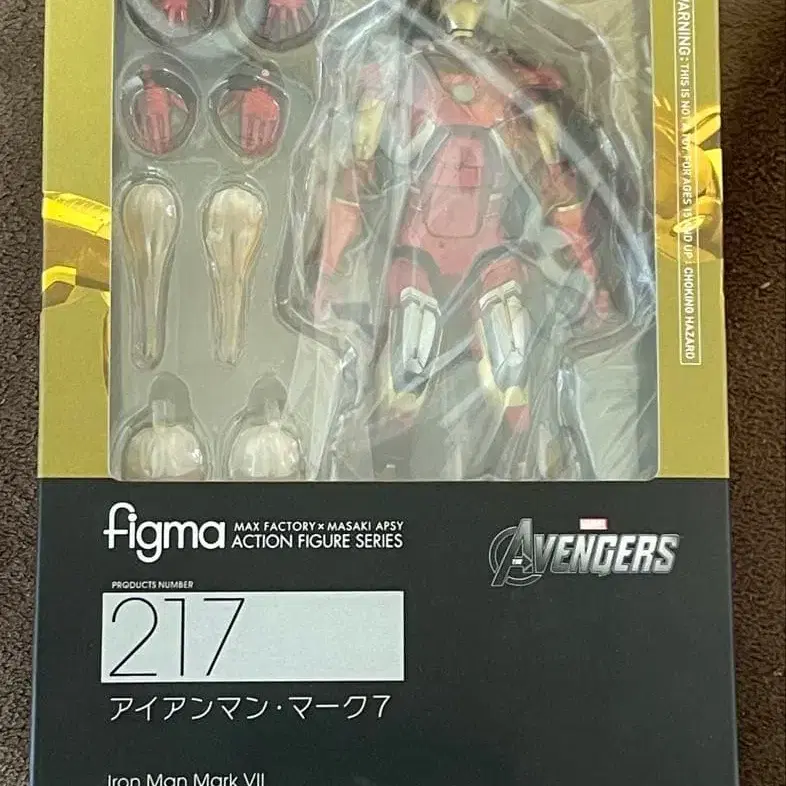 WARNING: THIS IS NOT A TOY. FOR AGES 15 AND UP: CHOKING HAZARD
figma
MAX FACTORY × MASAKI APSY
ACTION FIGURE SERIES
MARVEL
THE AVENGERS
PRODUCTS NUMBER
217
アイアンマン・マーク7
Iron Man Mark VII